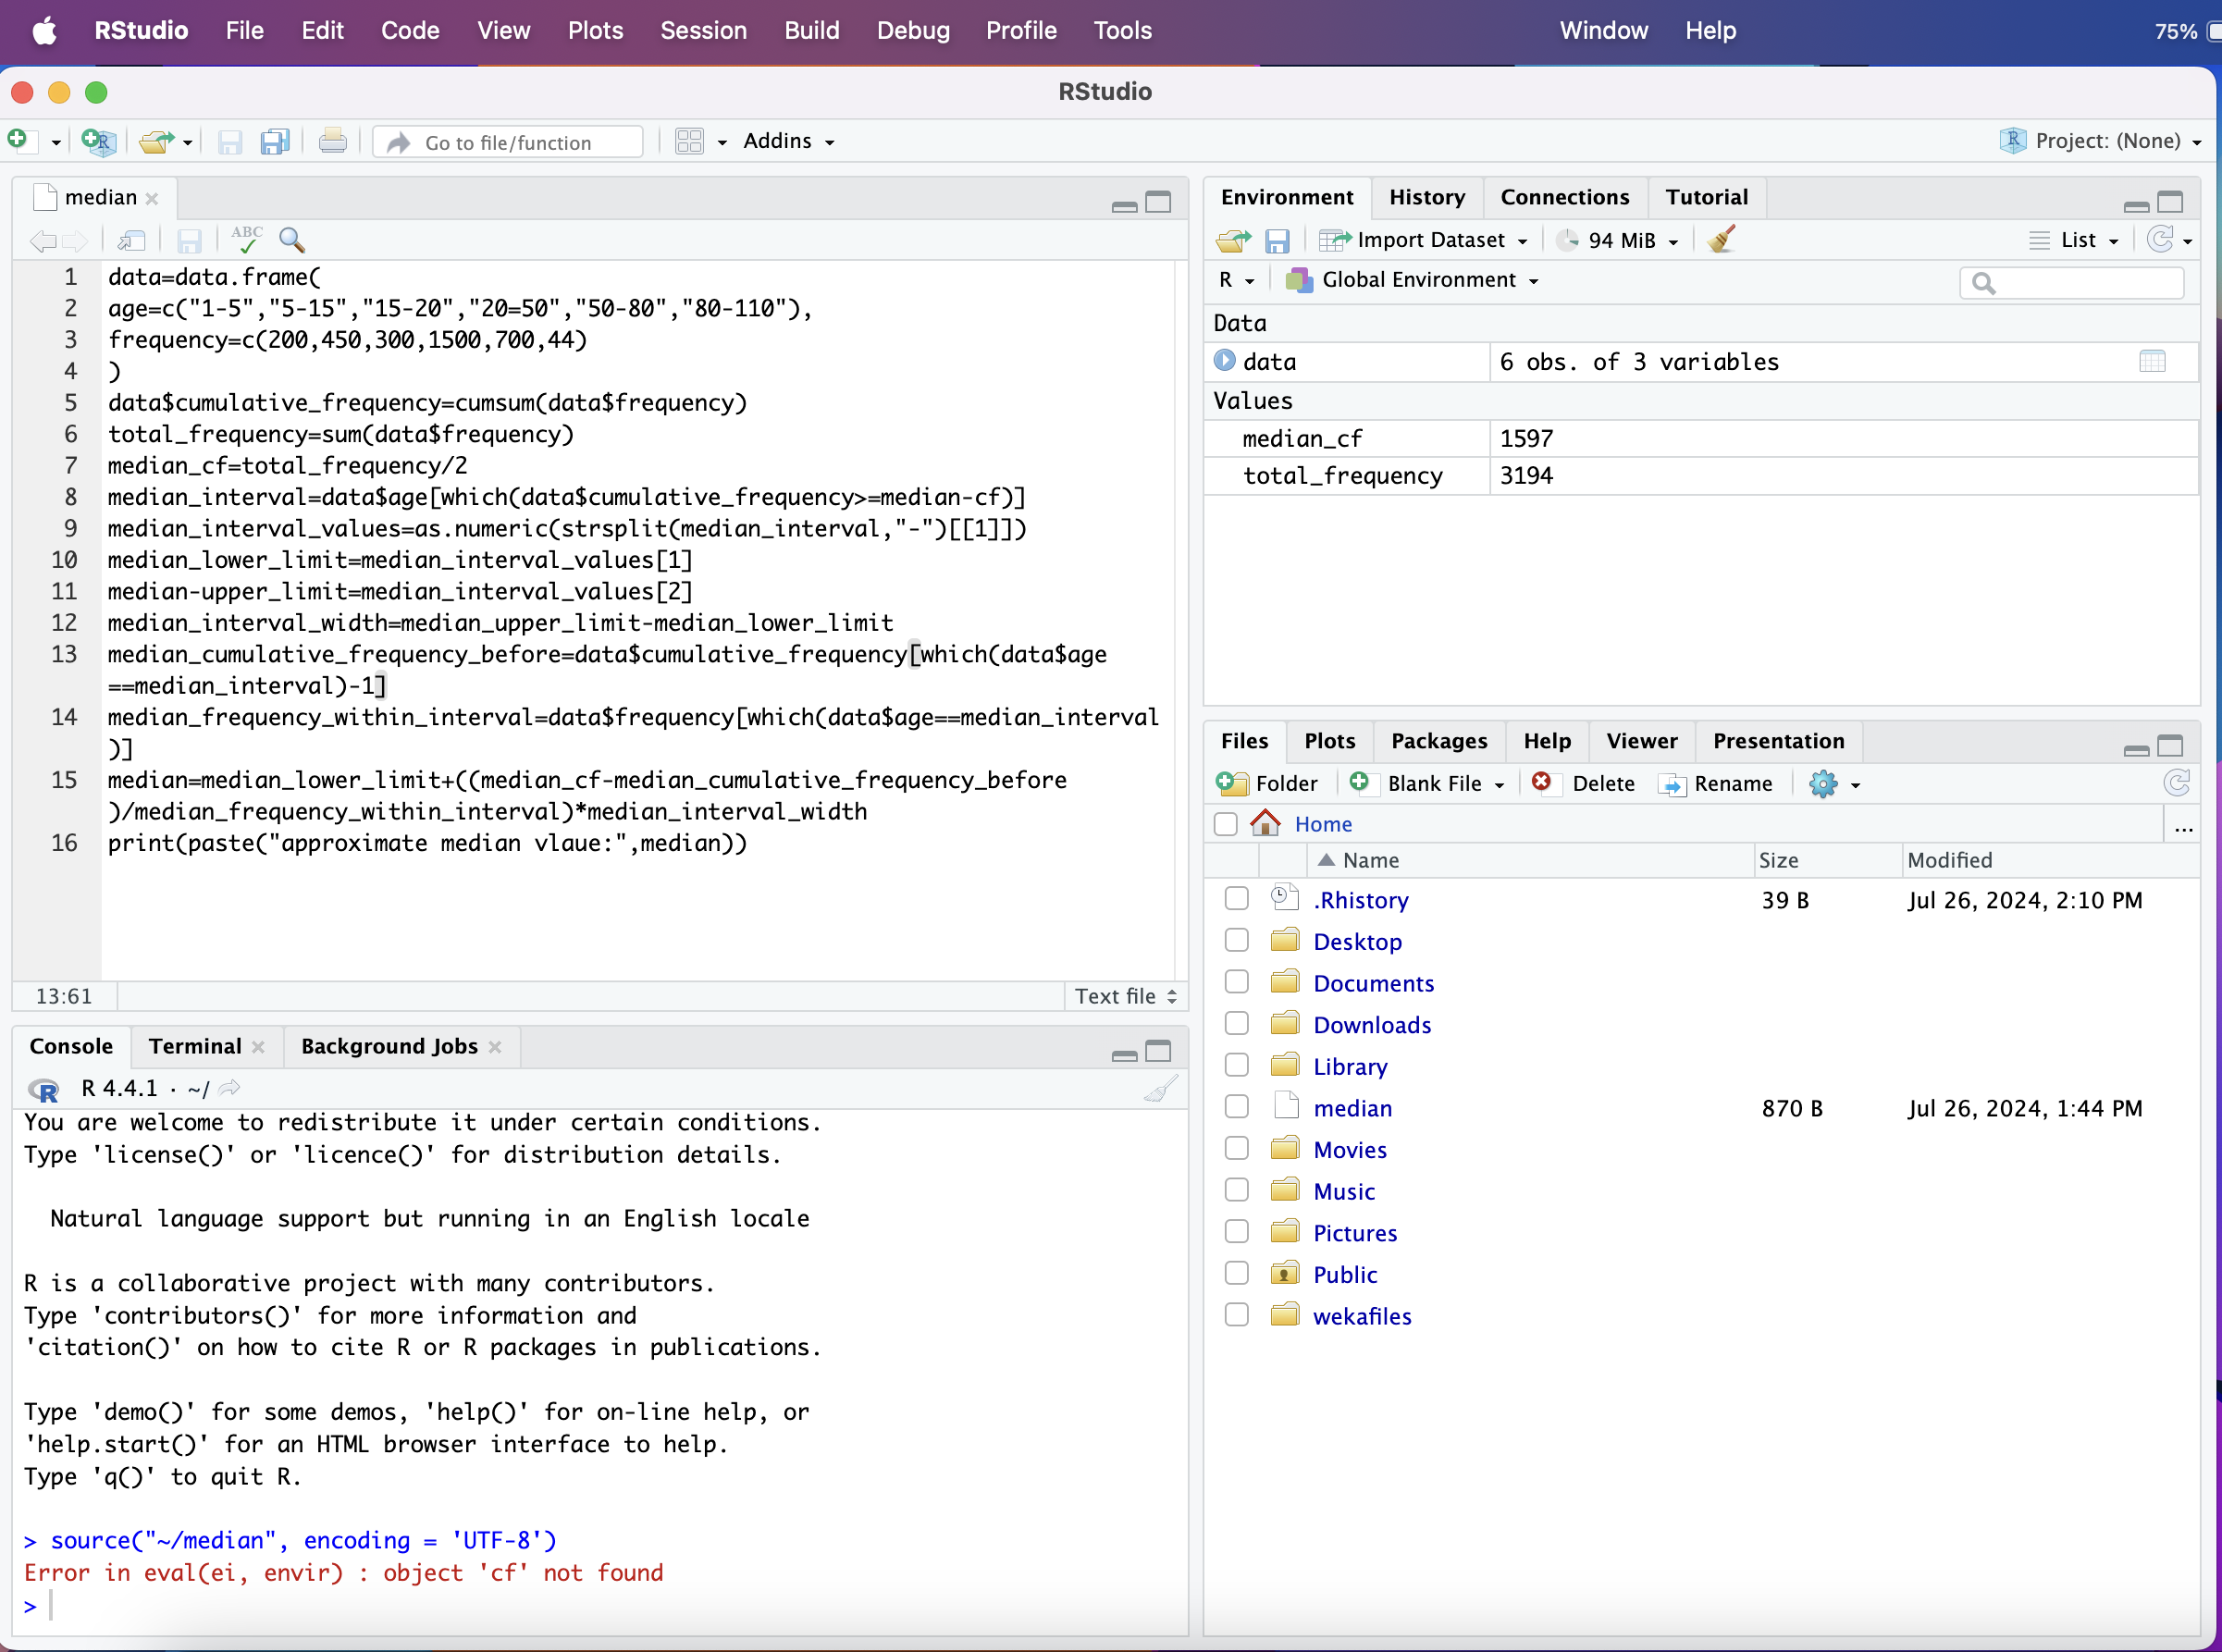 RStudio File Edit Code View Plots Session Build Debug Profile Tools Window Help 75%
RStudio
Go to file/function Addins Project: (None)
median
ABC
1 data=data.frame(
2 age=c("1-5","5-15","15-20","20=50","50-80","80-110"),
3 frequency=c(200,450,300,1500,700,44)
4 )
5 data$cumulative_frequency=cumsum(data$frequency)
6 total_frequency=sum(data$frequency)
7 median_cf=total_frequency/2
8 median_interval=data$age[which(data$cumulative_frequency>=median-cf)]
9 median_interval_values=as.numeric(strsplit(median_interval,"-")[[1]])
10 median_lower_limit=median_interval_values[1]
11 median-upper_limit=median_interval_values[2]
12 median_interval_width=median_upper_limit-median_lower_limit
13 median_cumulative_frequency_before=data$cumulative_frequency[which(data$age
==median_interval)-1]
14 median_frequency_within_interval=data$frequency[which(data$age==median_interval
)]
15 median=median_lower_limit+((median_cf-median_cumulative_frequency_before
)/median_frequency_within_interval)*median_interval_width
16 print(paste("approximate median vlaue:",median))
13:61 Text file
Console Terminal Background Jobs
R R 4.4.1 · ~/
You are welcome to redistribute it under certain conditions.
Type 'license()' or 'licence()' for distribution details.
Natural language support but running in an English locale
R is a collaborative project with many contributors.
Type 'contributors()' for more information and
'citation()' on how to cite R or R packages in publications.
Type 'demo()' for some demos, 'help()' for on-line help, or
'help.start()' for an HTML browser interface to help.
Type 'q()' to quit R.
> source("~/median", encoding = 'UTF-8')
Error in eval(ei, envir) : object 'cf' not found
>
Environment History Connections Tutorial
Import Dataset 94 MiB List
R Global Environment
Data
data 6 obs. of 3 variables
Values
median_cf 1597
total_frequency 3194
Files Plots Packages Help Viewer Presentation
Folder Blank File Delete Rename
Home ...
Name Size Modified
.Rhistory 39 B Jul 26, 2024, 2:10 PM
Desktop
Documents
Downloads
Library
median 870 B Jul 26, 2024, 1:44 PM
Movies
Music
Pictures
Public
wekafiles